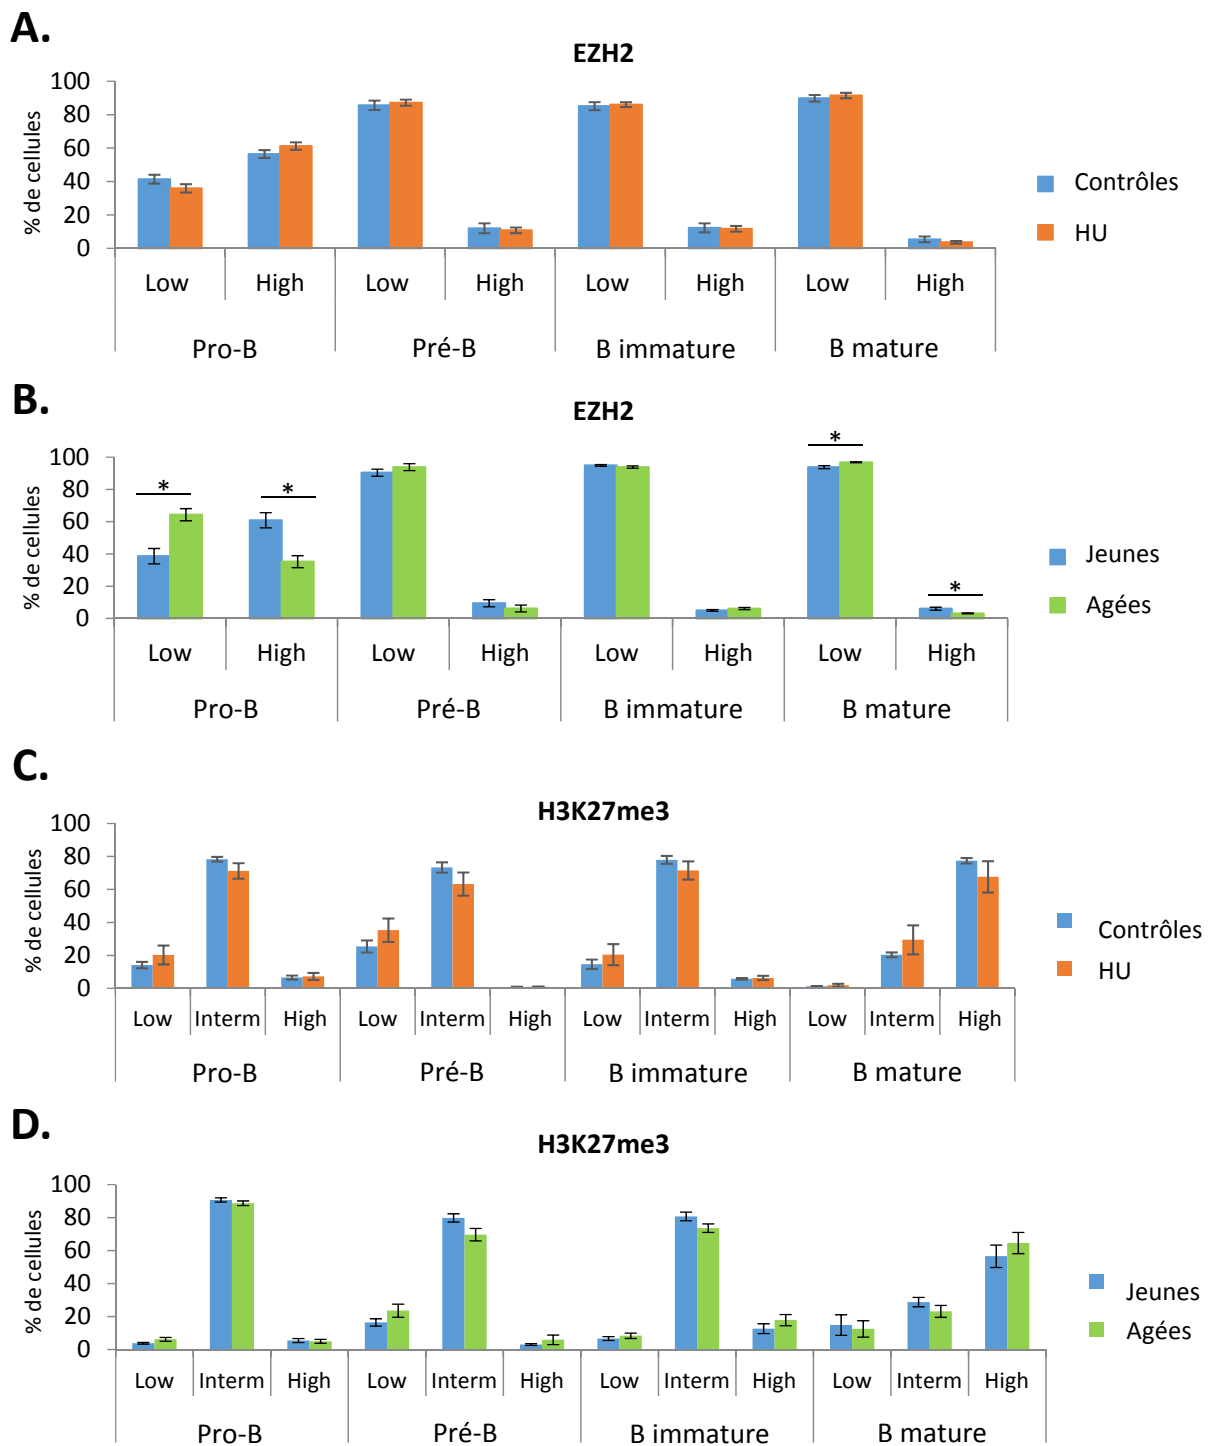 A.
EZH2
% de cellules
100
80
60
40
20
0
Low High Low High Low High Low High
Pro-B Pré-B B immature B mature
Contrôles
HU
B.
EZH2
% de cellules
100
80
60
40
20
0
* * * *
Low High Low High Low High Low High
Pro-B Pré-B B immature B mature
Jeunes
Agées
C.
H3K27me3
% de cellules
100
80
60
40
20
0
Low Interm High Low Interm High Low Interm High Low Interm High
Pro-B Pré-B B immature B mature
Contrôles
HU
D.
H3K27me3
% de cellules
100
80
60
40
20
0
Low Interm High Low Interm High Low Interm High Low Interm High
Pro-B Pré-B B immature B mature
Jeunes
Agées